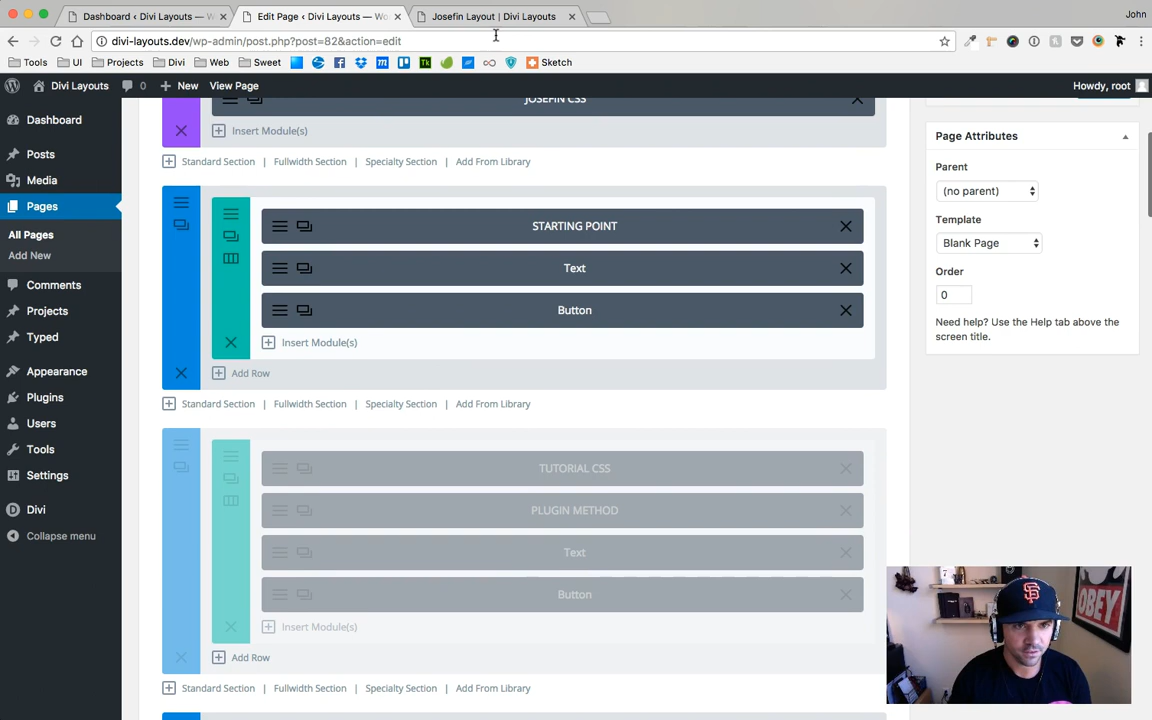 Dashboard < Divi Layouts — W
Edit Page < Divi Layouts — Wo
Josefin Layout | Divi Layouts
John
divi-layouts.dev/wp-admin/post.php?post=82&action=edit
Tools
UI
Projects
Divi
Web
Sweet
Sketch
Divi Layouts
0
New
View Page
Howdy, root
Dashboard
Posts
Media
Pages
All Pages
Add New
Comments
Projects
Typed
Appearance
Plugins
Users
Tools
Settings
Divi
Collapse menu
JOSEFIN CSS
Insert Module(s)
Standard Section | Fullwidth Section | Specialty Section | Add From Library
STARTING POINT
Text
Button
Insert Module(s)
Add Row
Standard Section | Fullwidth Section | Specialty Section | Add From Library
TUTORIAL CSS
PLUGIN METHOD
Text
Button
Insert Module(s)
Add Row
Standard Section | Fullwidth Section | Specialty Section | Add From Library
Page Attributes
Parent
(no parent)
Template
Blank Page
Order
0
Need help? Use the Help tab above the
screen title.
OBEY